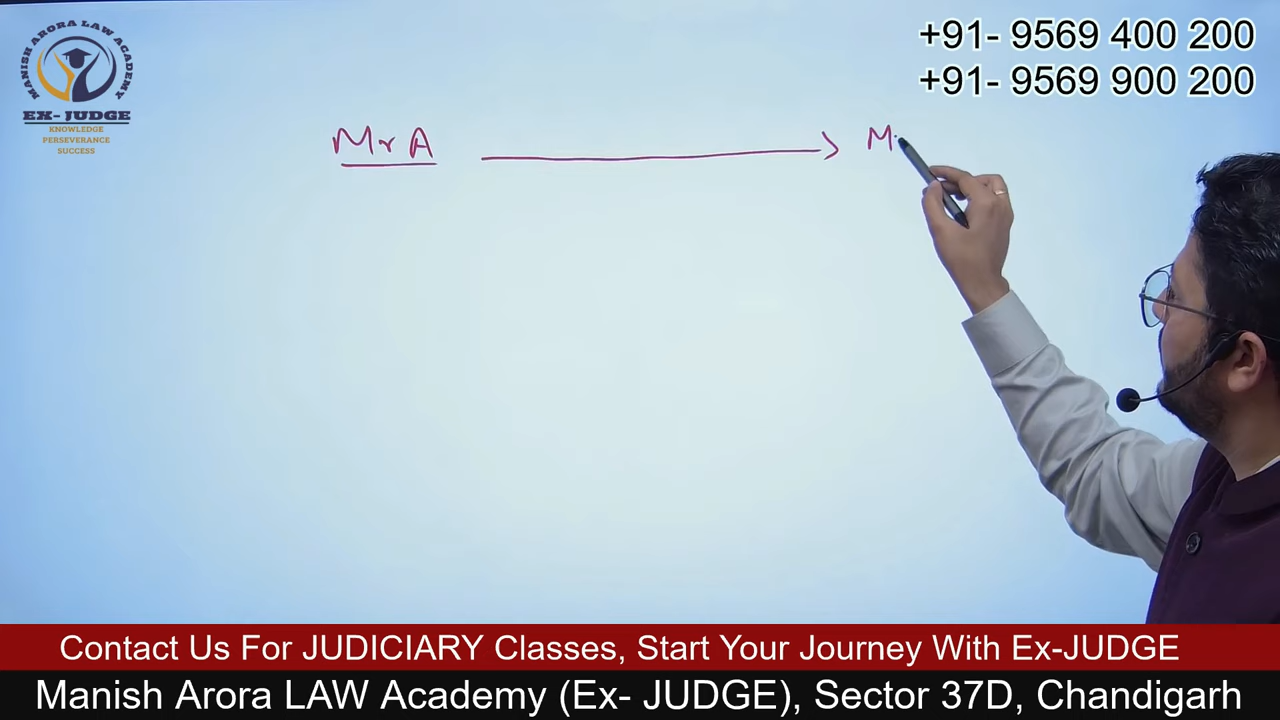 MANISH ARORA LAW ACADEMY
EX- JUDGE
KNOWLEDGE
PERSEVERANCE
SUCCESS
+91- 9569 400 200
+91- 9569 900 200
Mr A
M
Contact Us For JUDICIARY Classes, Start Your Journey With Ex-JUDGE
Manish Arora LAW Academy (Ex- JUDGE), Sector 37D, Chandigarh